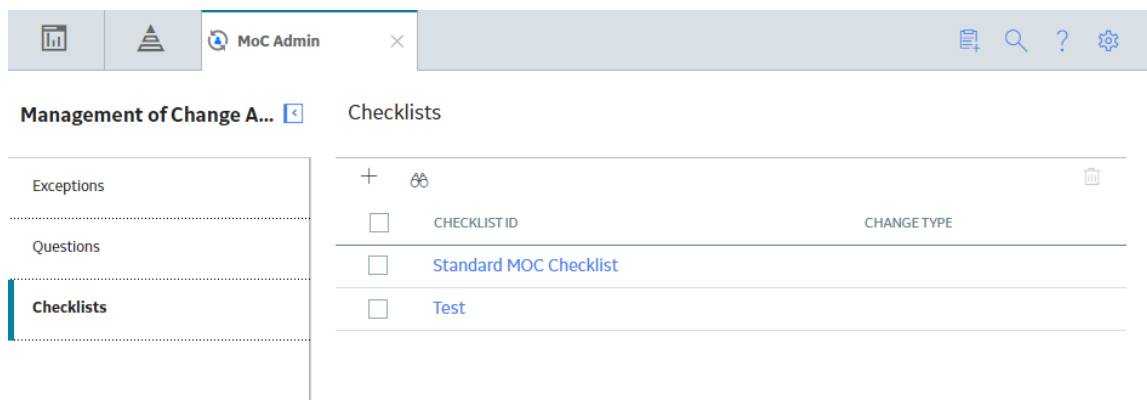 MoC Admin
Management of Change A...
Checklists
Exceptions
Questions
Checklists
CHECKLIST ID CHANGE TYPE
Standard MOC Checklist
Test